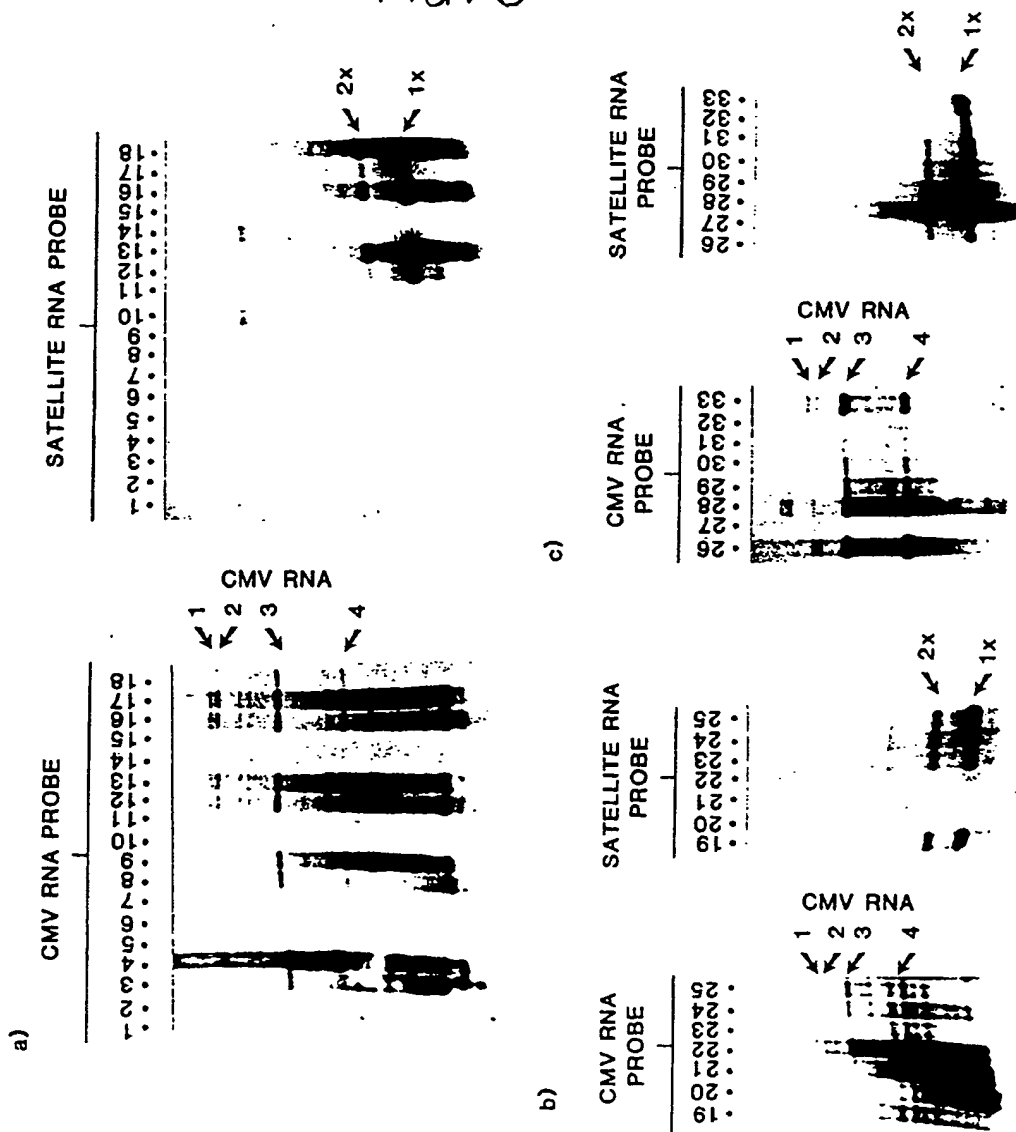 a)
CMV RNA PROBE
1 2 3 4 5 6 7 8 9 10 11 12 13 14 15 16 17 18
CMV RNA
1
2
3
4
SATELLITE RNA PROBE
1 2 3 4 5 6 7 8 9 10 11 12 13 14 15 16 17 18
2x
1x
b)
CMV RNA
PROBE
19 20 21 22 23 24 25
CMV RNA
1
2
3
4
SATELLITE RNA
PROBE
19 20 21 22 23 24 25
2x
1x
c)
CMV RNA
PROBE
26 27 28 29 30 31 32 33
CMV RNA
1
2
3
4
SATELLITE RNA
PROBE
26 27 28 29 30 31 32 33
2x
1x